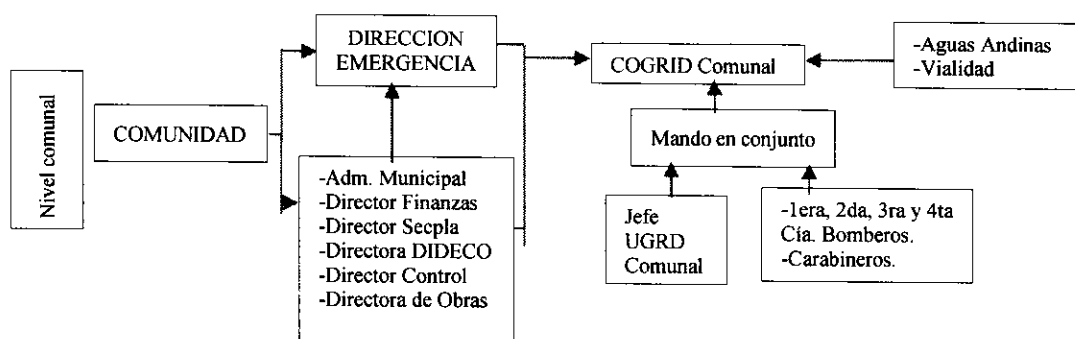 Nivel comunal
COMUNIDAD
DIRECCION
EMERGENCIA
-Adm. Municipal
-Director Finanzas
-Director Secpla
-Directora DIDECO
-Director Control
-Directora de Obras
COGRID Comunal
-Aguas Andinas
-Vialidad
Mando en conjunto
Jefe
UGRD
Comunal
-1era, 2da, 3ra y 4ta
Cía. Bomberos.
-Carabineros.